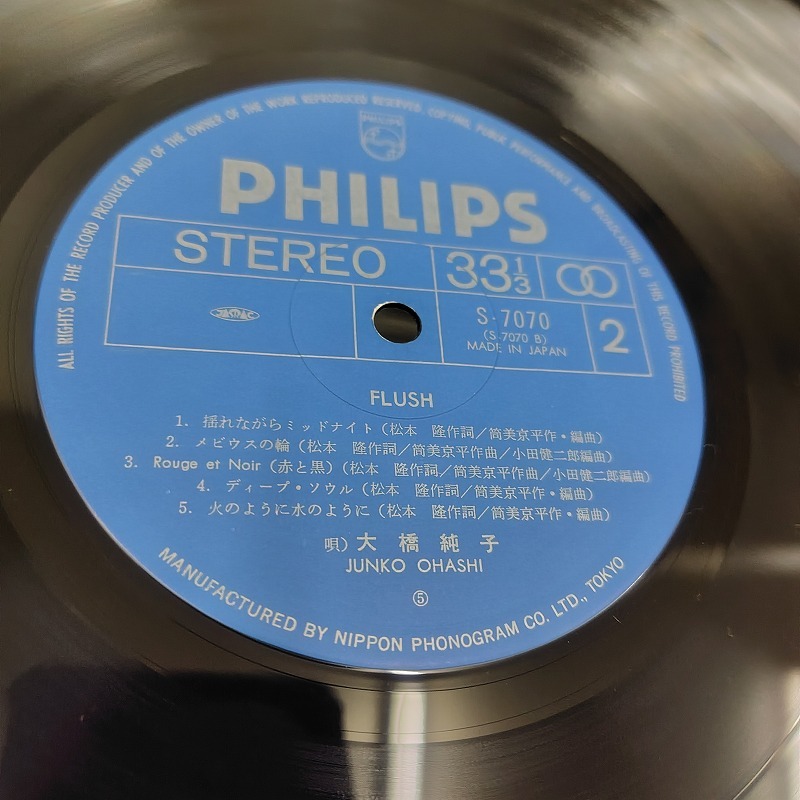 ALL RIGHTS OF THE RECORD PRODUCER AND OF THE OWNER OF THE WORK REPRODUCED RESERVED. COPYING, PUBLIC PERFORMANCE AND BROADCASTING OF THIS RECORD PROHIBITED
PHILIPS
PHILIPS
STEREO
33 1/3
JASRAC
S-7070
(S 7070 B)
MADE IN JAPAN
2
FLUSH
1. 揺れながらミッドナイト(松本 隆作詞/筒美京平作・編曲)
2. メビウスの輪(松本 隆作詞/筒美京平作曲/小田健二郎編曲)
3. Rouge et Noir(赤と黒)(松本 隆作詞/筒美京平作曲/小田健二郎編曲)
4. ディープ・ソウル(松本 隆作詞/筒美京平作・編曲)
5. 火のように水のように(松本 隆作詞/筒美京平作・編曲)
唄)大橋純子
JUNKO OHASHI
⑤
MANUFACTURED BY NIPPON PHONOGRAM CO. LTD., TOKYO